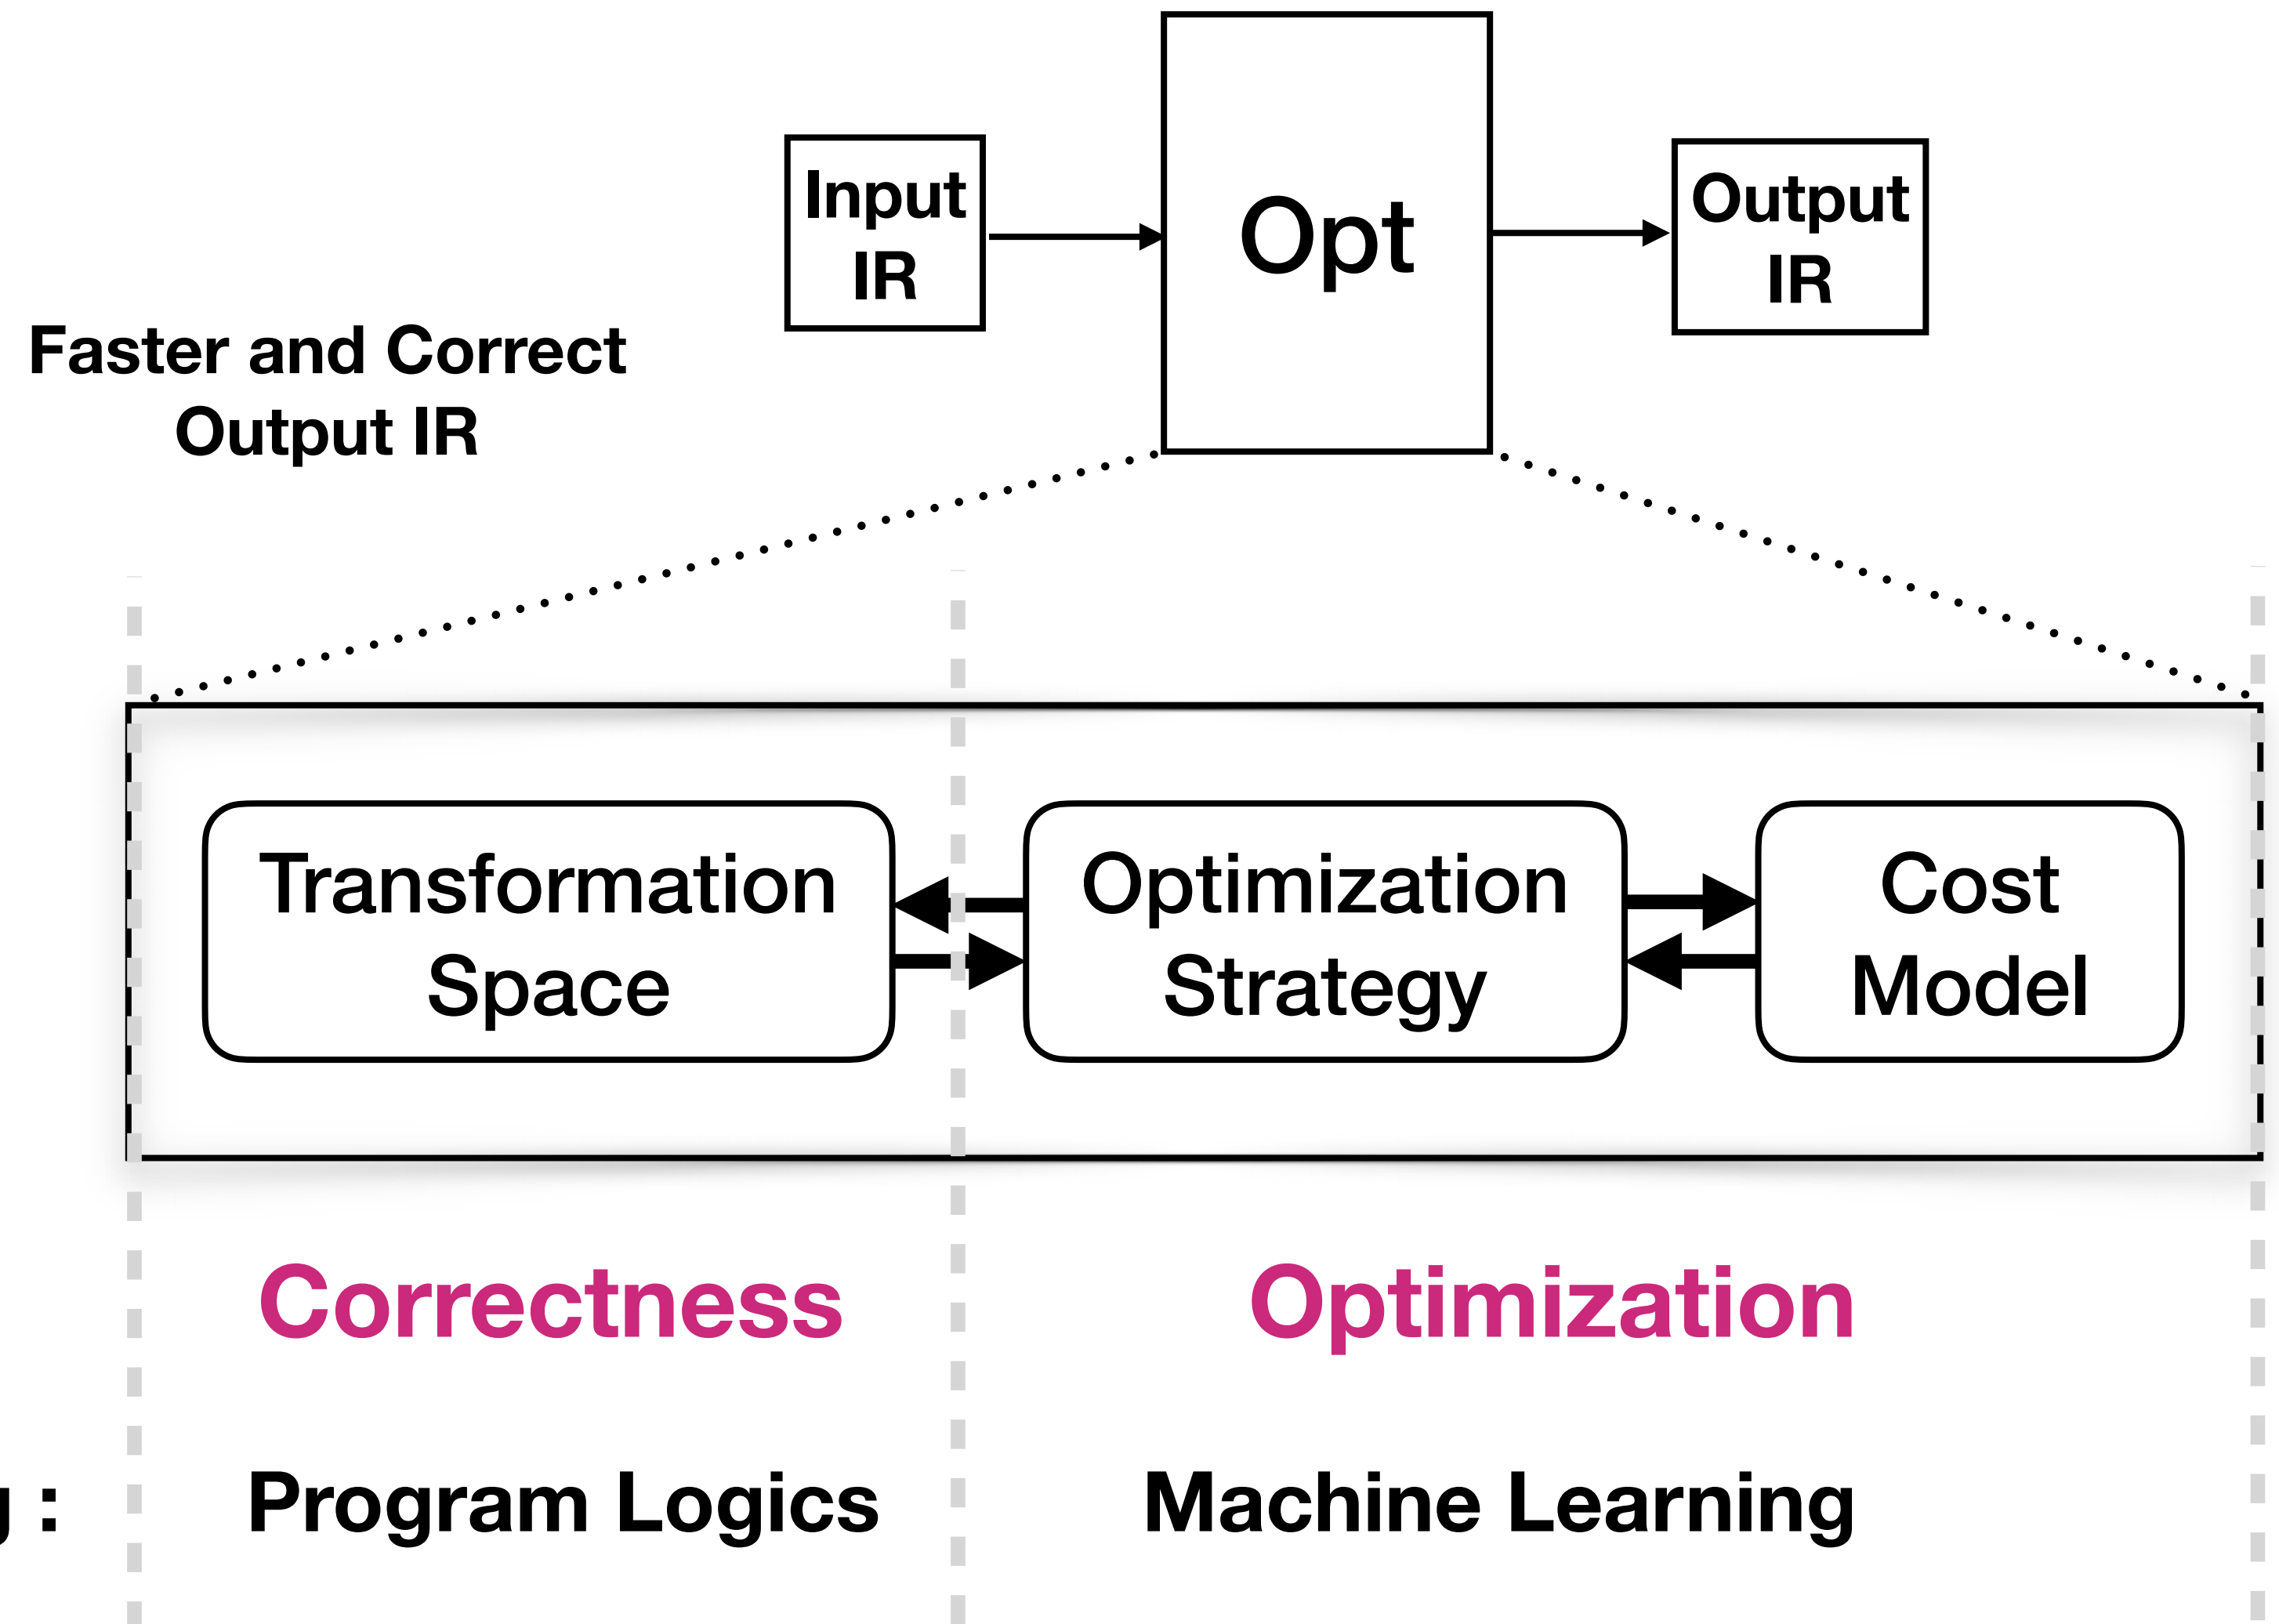 Input
IR
Opt
Output
IR
Faster and Correct
Output IR
Transformation
Space
Optimization
Strategy
Cost
Model
Correctness
Optimization
: Program Logics
Machine Learning